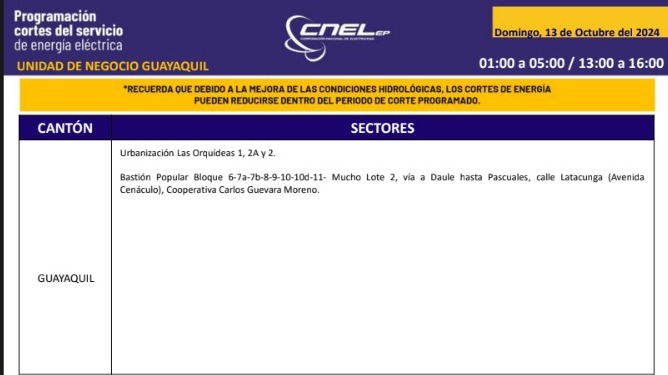 Programación
cortes del servicio
de energía eléctrica
UNIDAD DE NEGOCIO GUAYAQUIL
CNEL EP
CORPORACIÓN NACIONAL DE ELECTRICIDAD
Domingo, 13 de Octubre del 2024
01:00 a 05:00 / 13:00 a 16:00
*RECUERDA QUE DEBIDO A LA MEJORA DE LAS CONDICIONES HIDROLÓGICAS, LOS CORTES DE ENERGÍA
PUEDEN REDUCIRSE DENTRO DEL PERIODO DE CORTE PROGRAMADO.
CANTÓN SECTORES
Urbanización Las Orquídeas 1, 2A y 2.
Bastión Popular Bloque 6-7a-7b-8-9-10-10d-11- Mucho Lote 2, vía a Daule hasta Pascuales, calle Latacunga (Avenida
Cenáculo), Cooperativa Carlos Guevara Moreno.
GUAYAQUIL